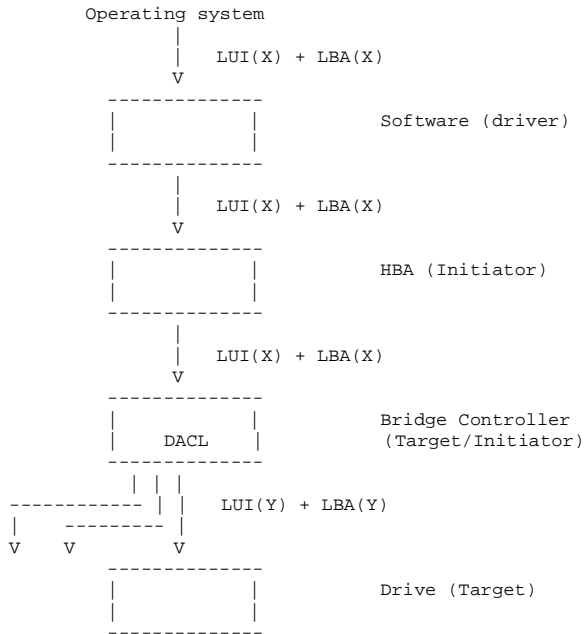 Operating system
LUI(X) + LBA(X)
Software (driver)
LUI(X) + LBA(X)
HBA (Initiator)
LUI(X) + LBA(X)
Bridge Controller
DACL (Target/Initiator)
LUI(Y) + LBA(Y)
V V V
Drive (Target)